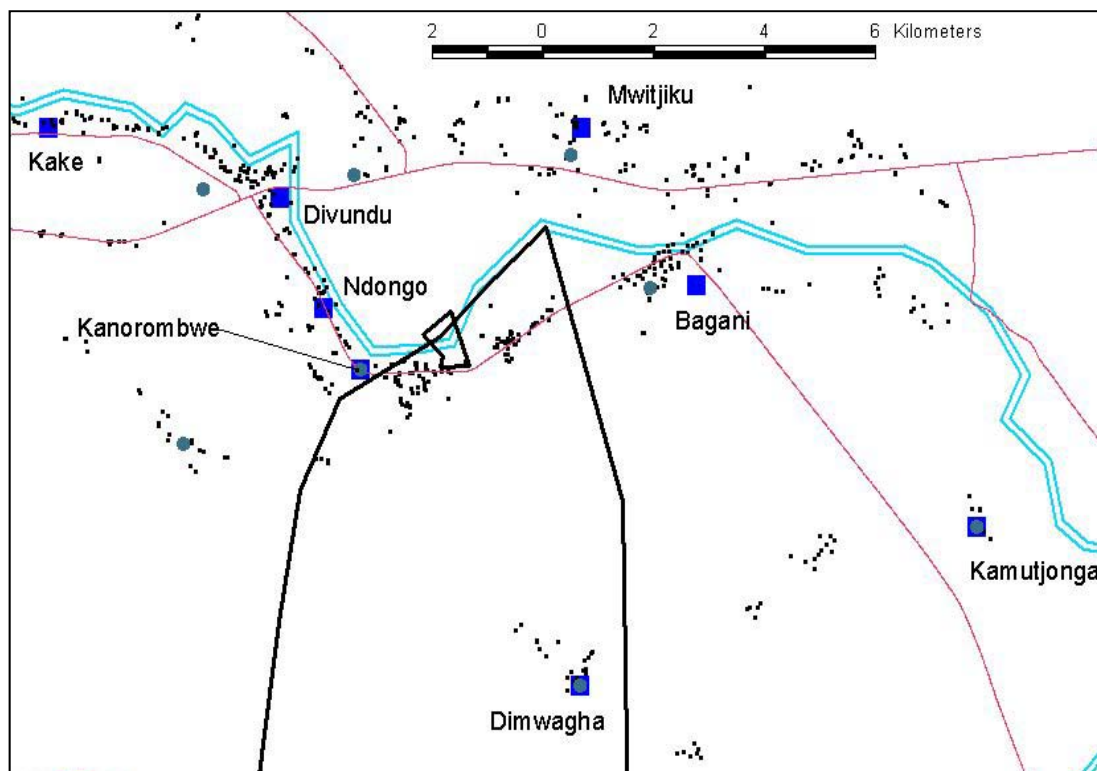 2 0 2 4 6 Kilometers
Mwitjiku
Kake
Divundu
Ndongo
Kanorombwe
Bagani
Kamutjonga
Dimwagha